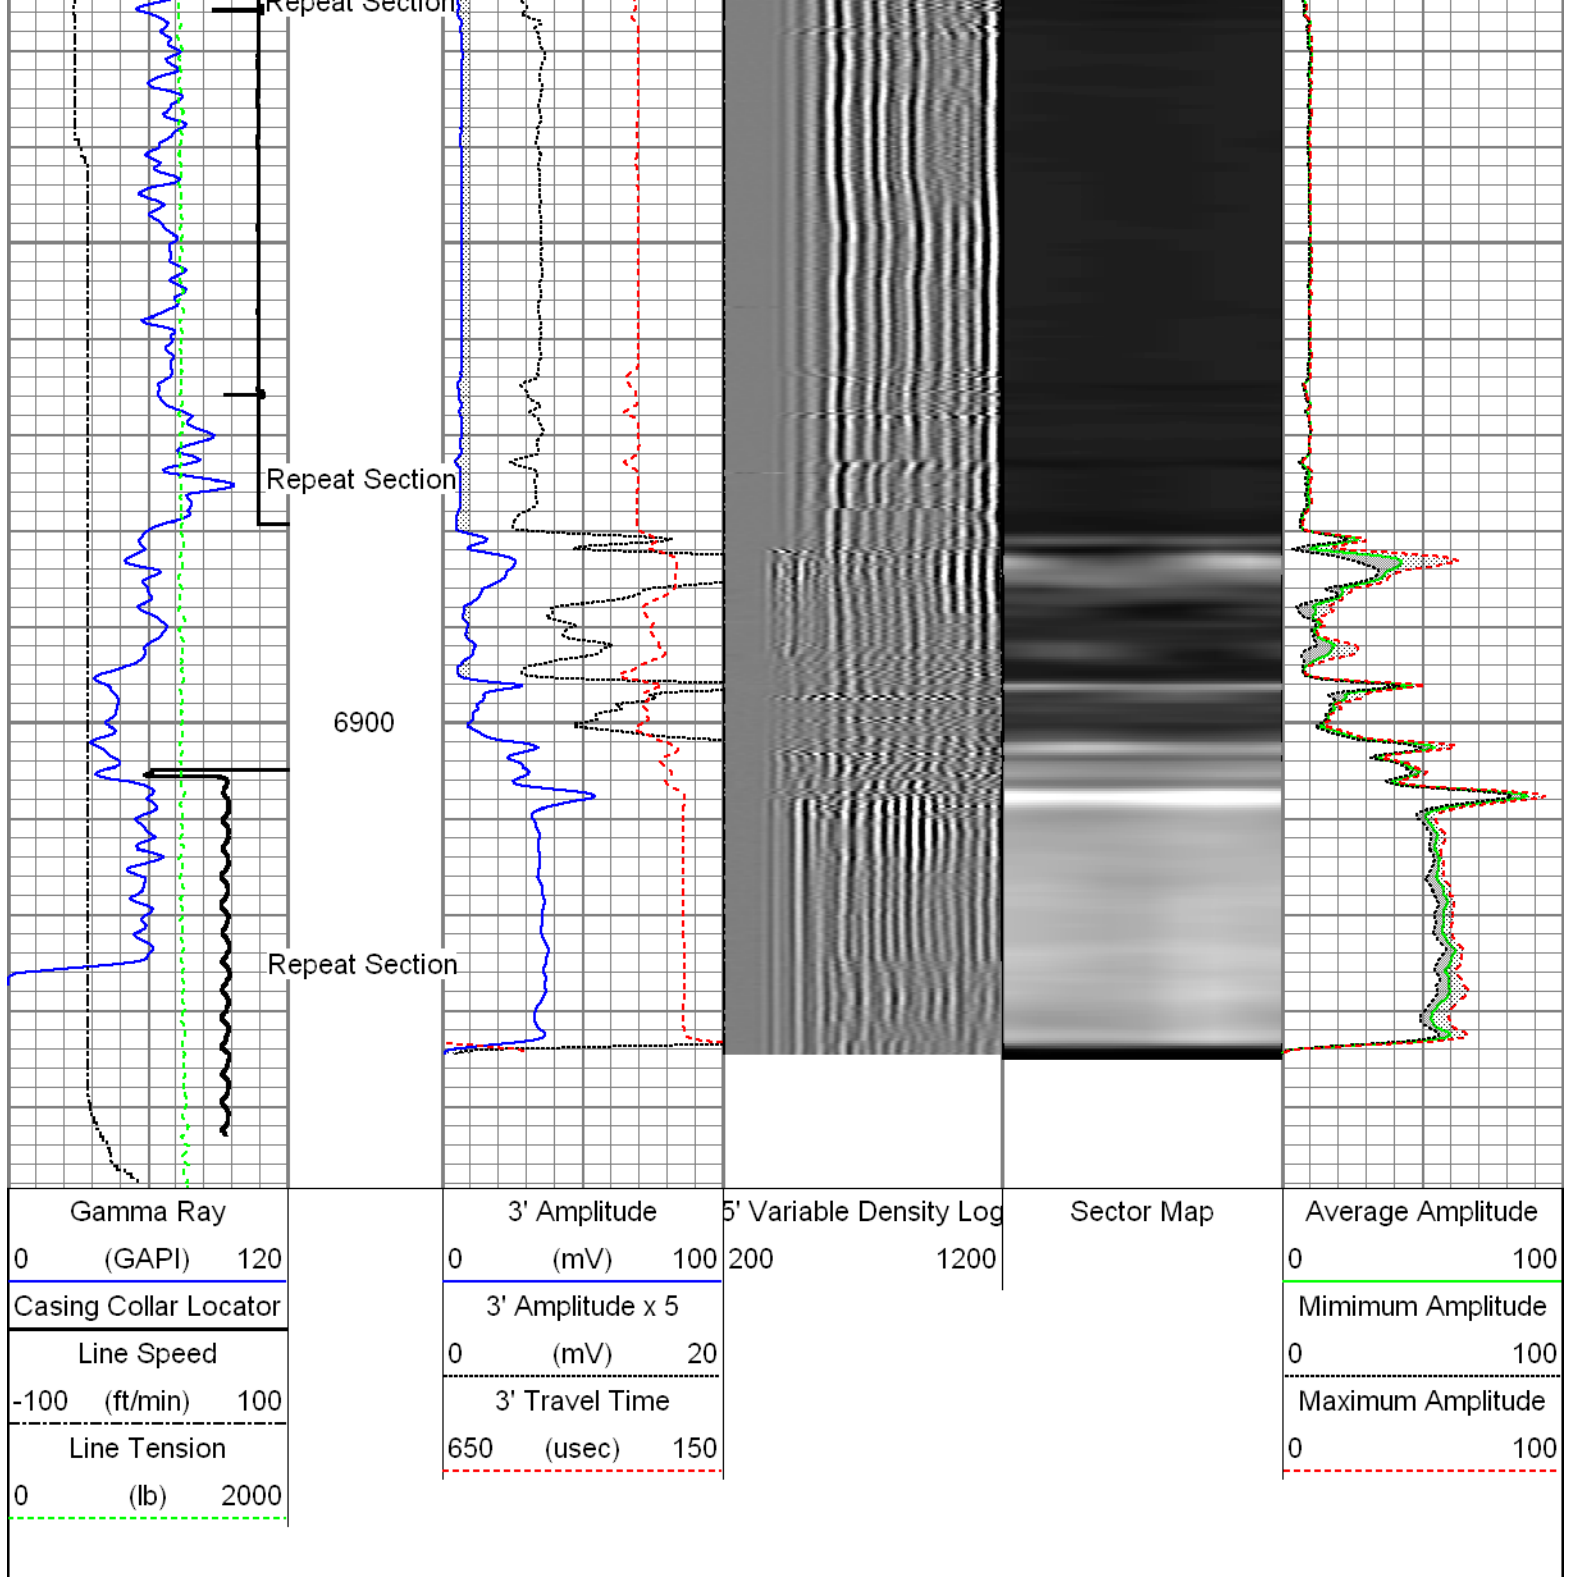 Repeat Section
Repeat Section
6900
Repeat Section
Gamma Ray
0 (GAPI) 120
Casing Collar Locator
Line Speed
-100 (ft/min) 100
Line Tension
0 (lb) 2000
3' Amplitude
0 (mV) 100
3' Amplitude x 5
0 (mV) 20
3' Travel Time
650 (usec) 150
5' Variable Density Log
200 1200
Sector Map
Average Amplitude
0 100
Mimimum Amplitude
0 100
Maximum Amplitude
0 100